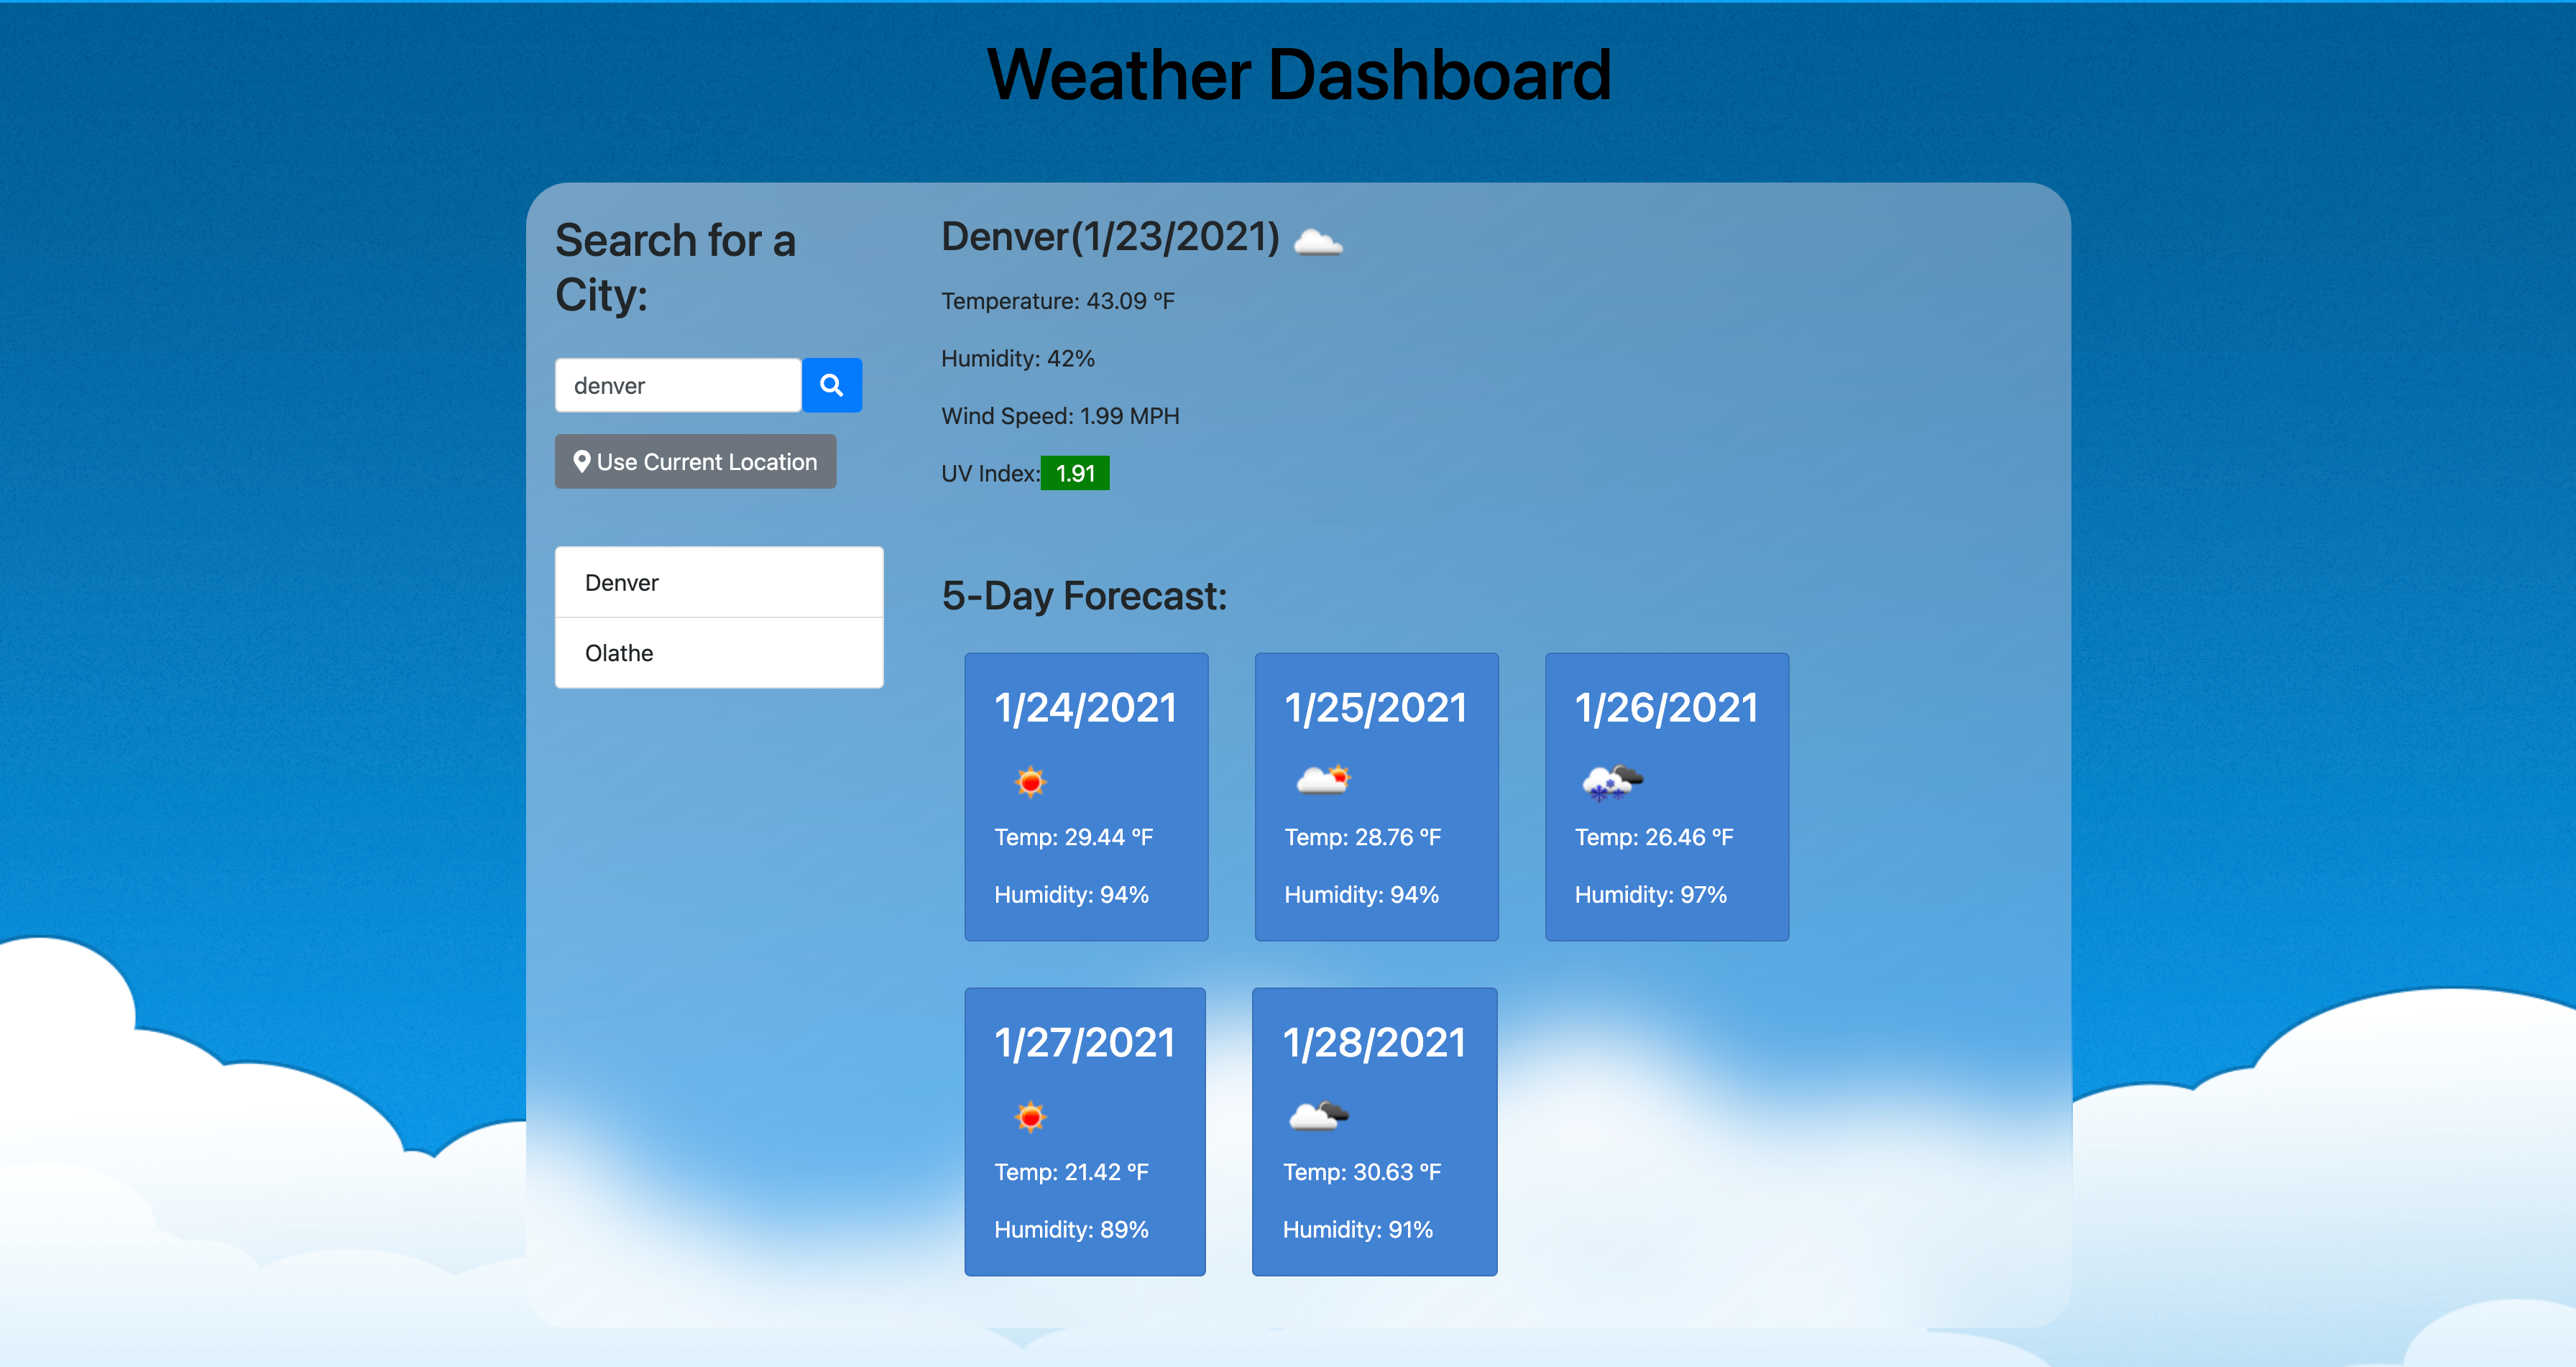 Weather Dashboard
Search for a
City:
denver
Use Current Location
Denver
Olathe
Denver(1/23/2021)
Temperature: 43.09 °F
Humidity: 42%
Wind Speed: 1.99 MPH
UV Index: 1.91
5-Day Forecast:
1/24/2021
Temp: 29.44 °F
Humidity: 94%
1/25/2021
Temp: 28.76 °F
Humidity: 94%
1/26/2021
Temp: 26.46 °F
Humidity: 97%
1/27/2021
Temp: 21.42 °F
Humidity: 89%
1/28/2021
Temp: 30.63 °F
Humidity: 91%